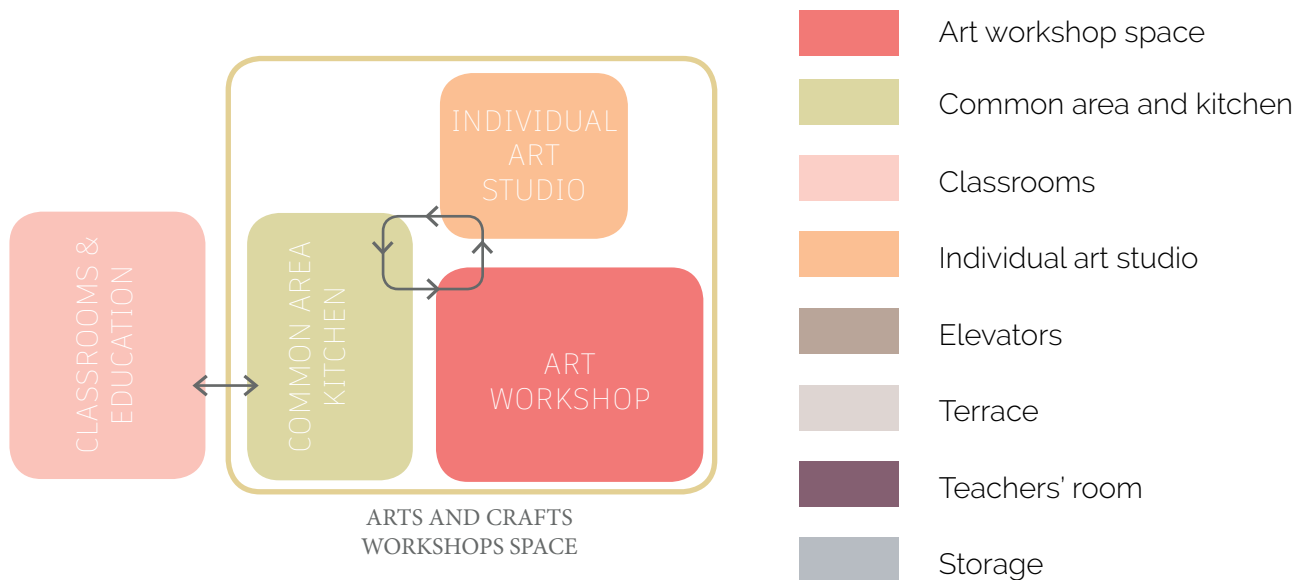 INDIVIDUAL
ART
STUDIO
CLASSROOMS &
EDUCATION
COMMON AREA
KITCHEN
ART
WORKSHOP
ARTS AND CRAFTS
WORKSHOPS SPACE
Art workshop space
Common area and kitchen
Classrooms
Individual art studio
Elevators
Terrace
Teachers’ room
Storage